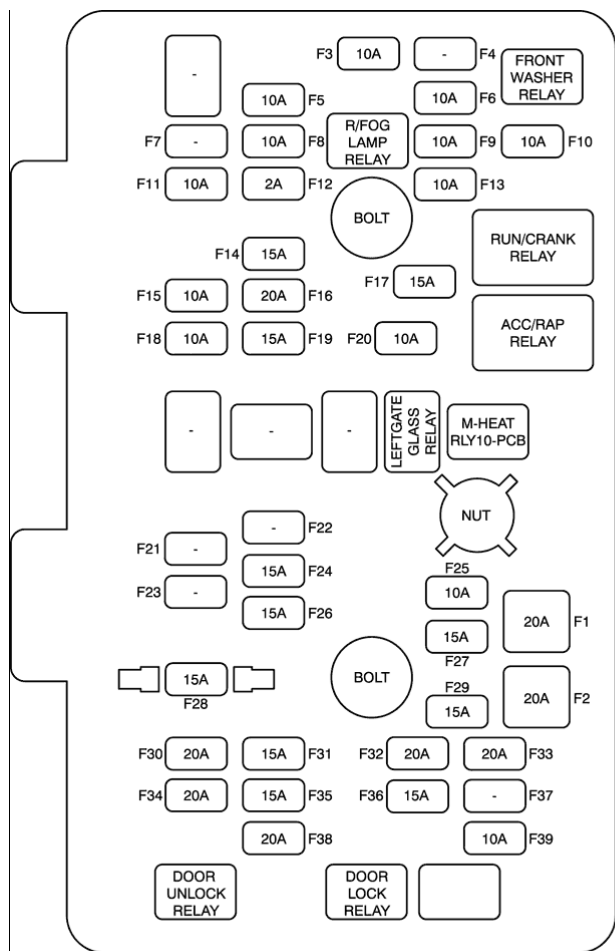 F3 10A - F4
FRONT
WASHER
RELAY
-
10A F5
10A F6
F7 -
10A F8
R/FOG
LAMP
RELAY
10A F9
10A F10
F11 10A
2A F12
10A F13
BOLT
RUN/CRANK
RELAY
F14 15A
F17 15A
F15 10A
20A F16
ACC/RAP
RELAY
F18 10A
15A F19
F20 10A
-
-
-
LEFTGATE
GLASS
RELAY
M-HEAT
RLY10-PCB
NUT
- F22
F21 -
15A F24
F23 -
15A F26
F25
10A
15A
F27
20A F1
15A
F28
BOLT
F29
15A
20A F2
F30 20A
15A F31
F32 20A
20A F33
F34 20A
15A F35
F36 15A
- F37
20A F38
10A F39
DOOR
UNLOCK
RELAY
DOOR
LOCK
RELAY